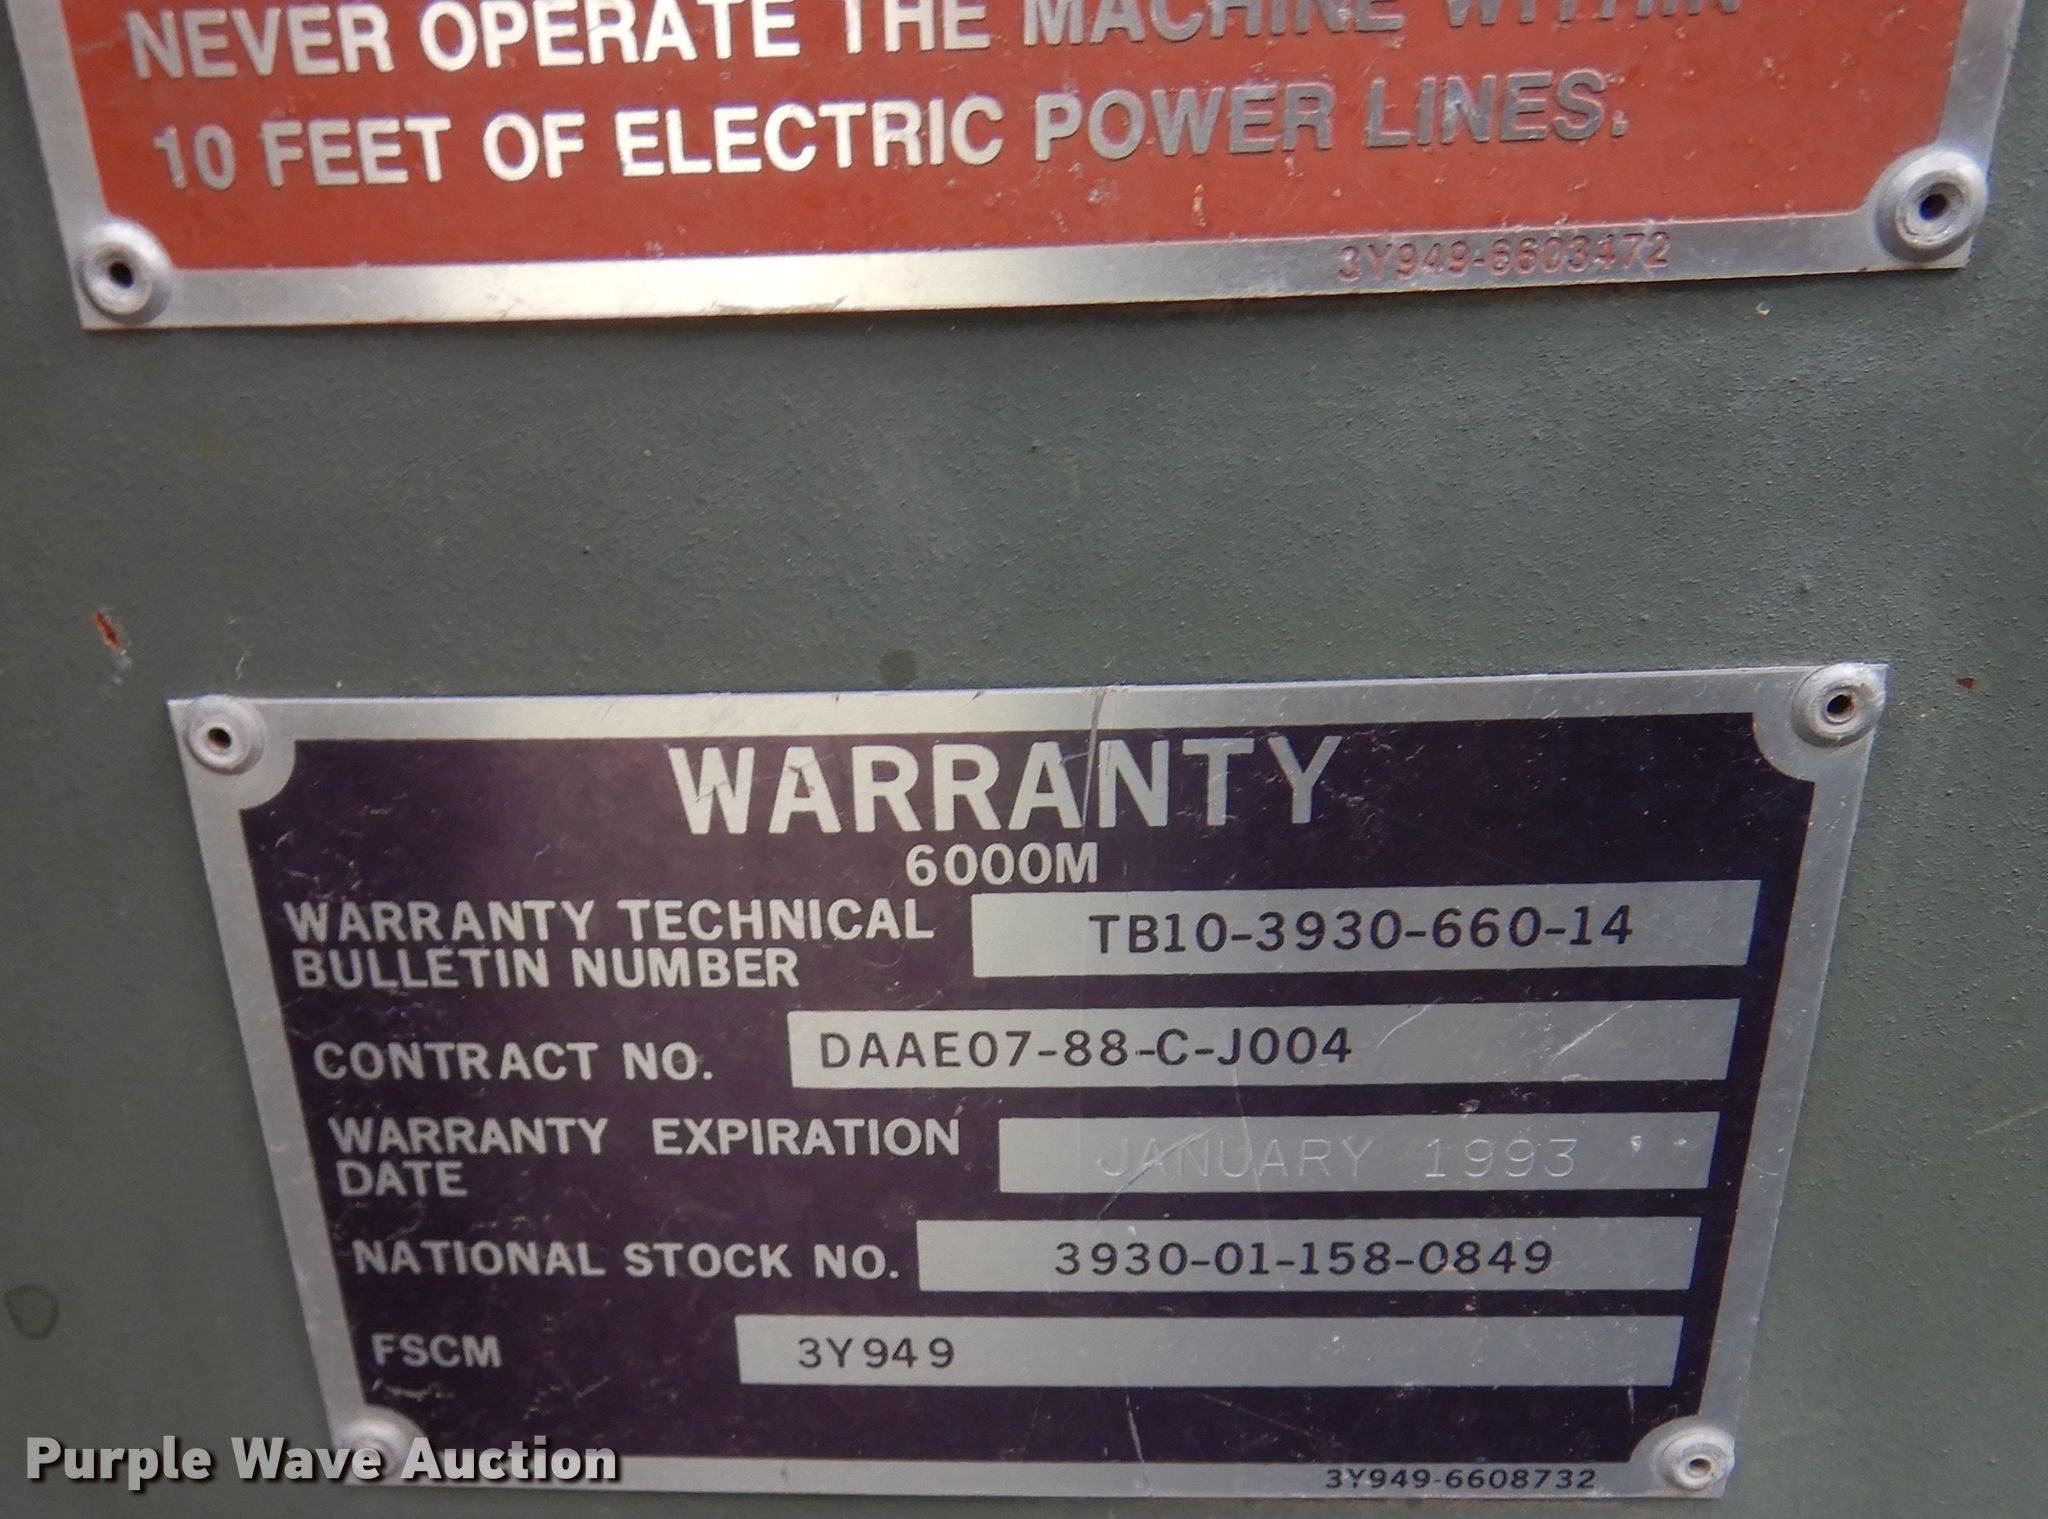 NEVER OPERATE THE MACHINE WITHIN
10 FEET OF ELECTRIC POWER LINES.
3Y949-6603472
WARRANTY
6000M
WARRANTY TECHNICAL
BULLETIN NUMBER
TB10-3930-660-14
CONTRACT NO.
DAAE07-88-C-J004
WARRANTY EXPIRATION
DATE
JANUARY 1993
NATIONAL STOCK NO.
3930-01-158-0849
FSCM
3Y949
3Y949-6608732
Purple Wave Auction